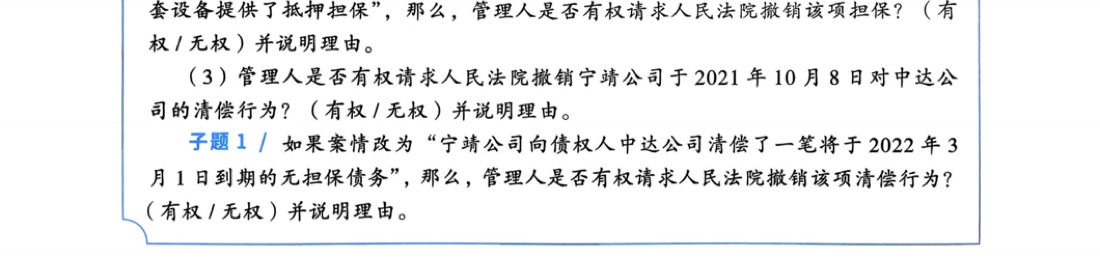 套设备提供了抵押担保”，那么，管理人是否有权请求人民法院撤销该项担保？（有
权/无权）并说明理由。
（3）管理人是否有权请求人民法院撤销宁靖公司于2021年10月8日对中达公
司的清偿行为？（有权/无权）并说明理由。
子题1 / 如果案情改为“宁靖公司向债权人中达公司清偿了一笔将于2022年3
月1日到期的无担保债务”，那么，管理人是否有权请求人民法院撤销该项清偿行为？
（有权/无权）并说明理由。